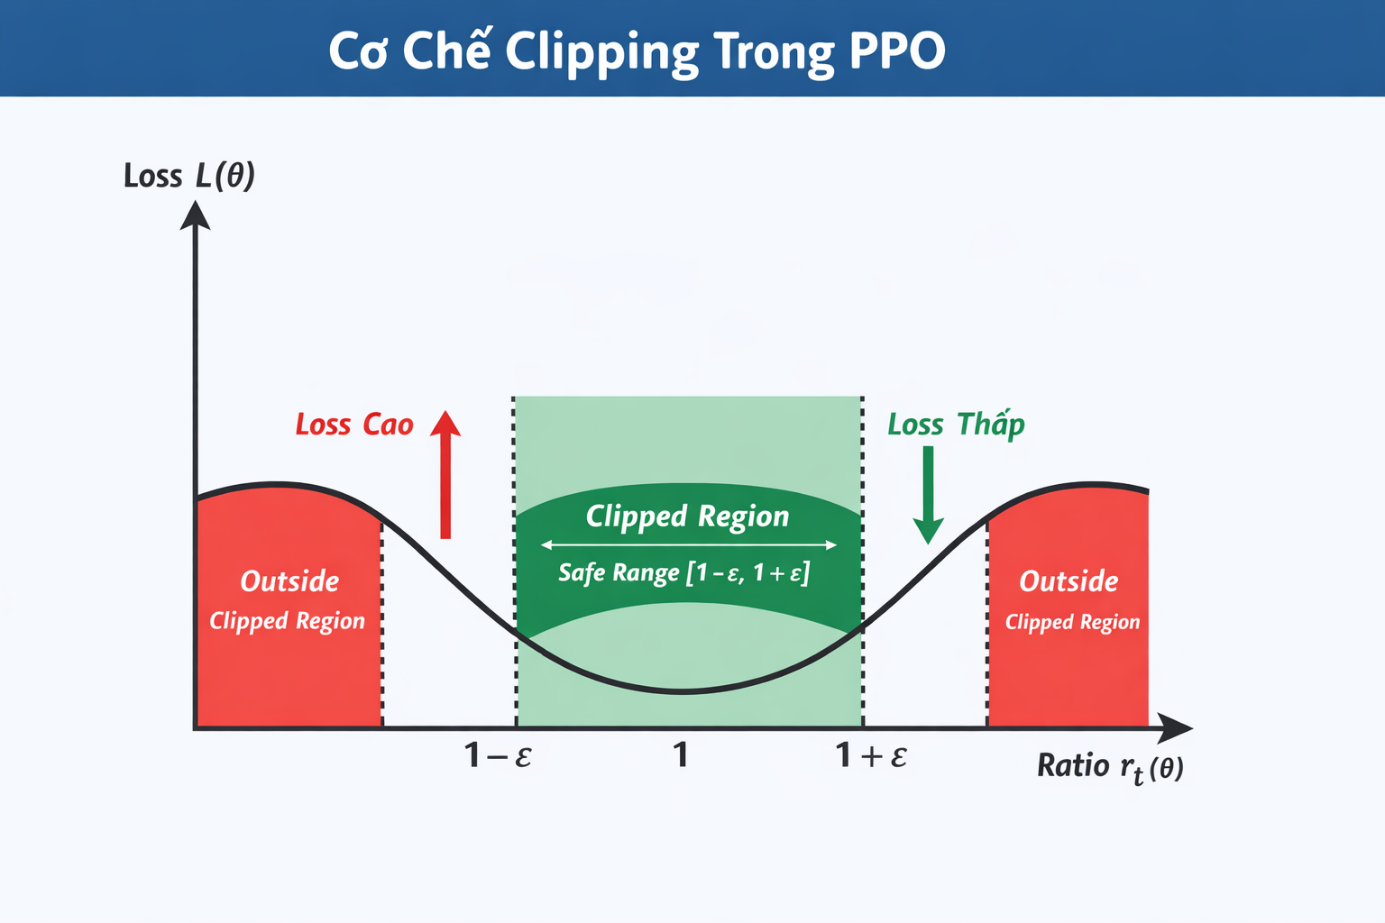 Cơ Chế Clipping Trong PPO
Loss L(θ)
Loss Cao
Loss Thấp
Clipped Region
Safe Range [1 – ε, 1 + ε]
Outside
Clipped Region
Outside
Clipped Region
1 – ε
1
1 + ε
Ratio rₜ(θ)